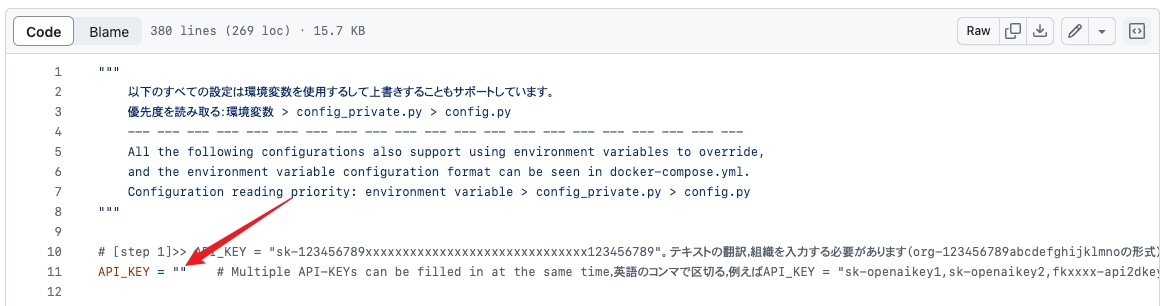 Code Blame 380 lines (269 loc) · 15.7 KB Raw
1 """
2 以下のすべての設定は環境変数を使用するして上書きすることもサポートしています。
3 優先度を読み取る:環境変数 > config_private.py > config.py
4 --- --- --- --- --- --- --- --- --- --- --- --- --- --- --- --- --- --- --- --- ---
5 All the following configurations also support using environment variables to override,
6 and the environment variable configuration format can be seen in docker-compose.yml.
7 Configuration reading priority: environment variable > config_private.py > config.py
8 """
9
10 # [step 1]>> API_KEY = "sk-123456789xxxxxxxxxxxxxxxxxxxxxxxxxxxxxx123456789"。テキストの翻訳,組織を入力する必要があります(org-123456789abcdefghijklmnoの形式)
11 API_KEY = "" # Multiple API-KEYs can be filled in at the same time,英語のコンマで区切る,例えばAPI_KEY = "sk-openaikey1,sk-openaikey2,fkxxxx-api2dkey
12